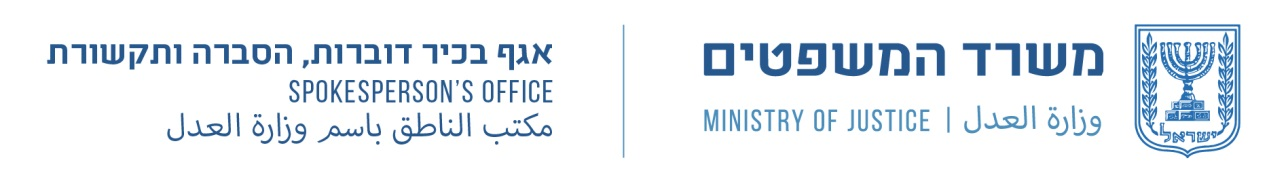 משרד המשפטים
MINISTRY OF JUSTICE | وزارة العدل
ישראל
אגף בכיר דוברות, הסברה ותקשורת
SPOKESPERSON'S OFFICE
مكتب الناطق باسم وزارة العدل